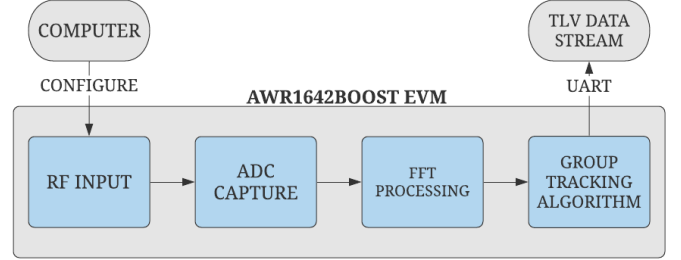 COMPUTER
TLV DATA
STREAM
CONFIGURE
UART
AWR1642BOOST EVM
RF INPUT
ADC
CAPTURE
FFT
PROCESSING
GROUP
TRACKING
ALGORITHM